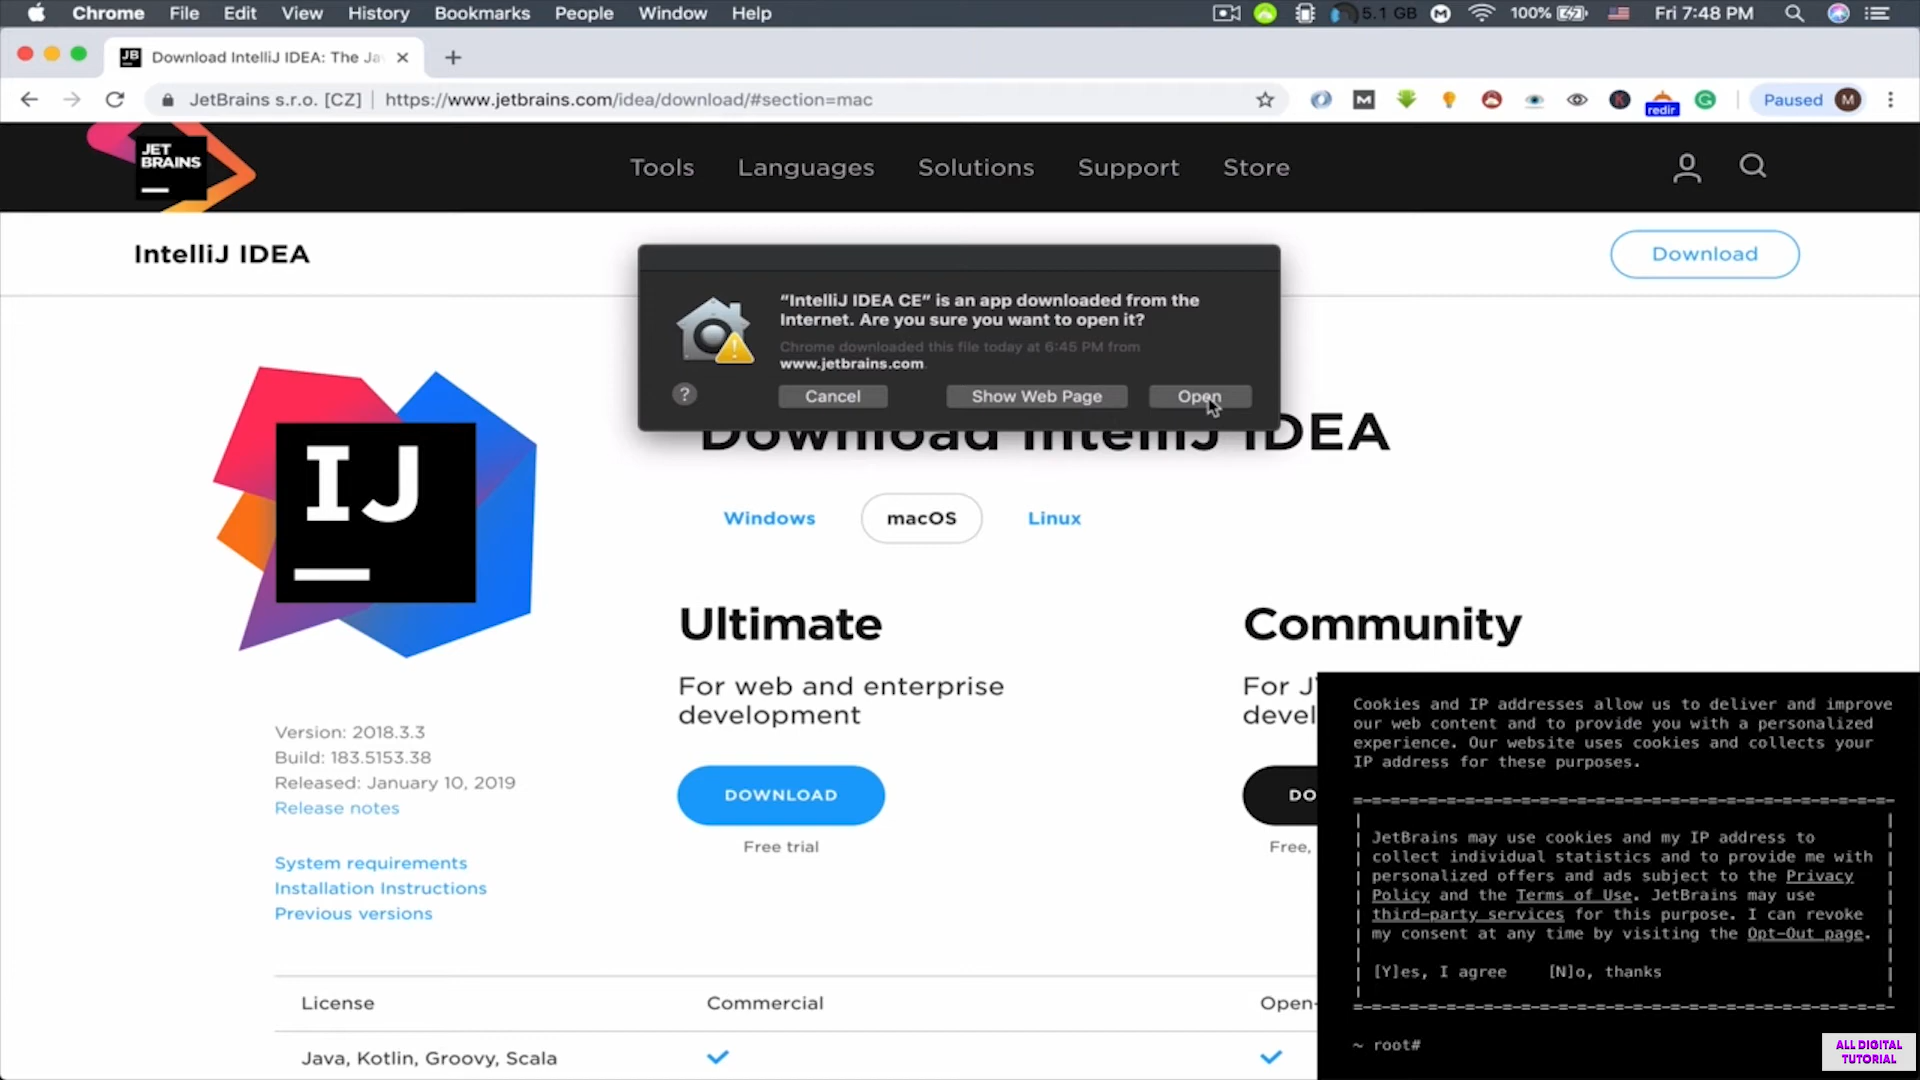 Chrome File Edit View History Bookmarks People Window Help 5.1 GB M 100% Fri 7:48 PM
JB Download IntelliJ IDEA: The Ja
JetBrains s.r.o. [CZ] https://www.jetbrains.com/idea/download/#section=mac M K redir G Paused M
JET
BRAINS
Tools Languages Solutions Support Store
IntelliJ IDEA
Download
“IntelliJ IDEA CE” is an app downloaded from the
Internet. Are you sure you want to open it?
Chrome downloaded this file today at 6:45 PM from
www.jetbrains.com.
? Cancel Show Web Page Open
Download IntelliJ IDEA
IJ
Windows macOS Linux
Ultimate
For web and enterprise
development
DOWNLOAD
Free trial
Community
For J
devel
DO
Free,
Version: 2018.3.3
Build: 183.5153.38
Released: January 10, 2019
Release notes
System requirements
Installation Instructions
Previous versions
License Commercial Open-
Java, Kotlin, Groovy, Scala
Cookies and IP addresses allow us to deliver and improve
our web content and to provide you with a personalized
experience. Our website uses cookies and collects your
IP address for these purposes.
JetBrains may use cookies and my IP address to
collect individual statistics and to provide me with
personalized offers and ads subject to the Privacy
Policy and the Terms of Use. JetBrains may use
third-party services for this purpose. I can revoke
my consent at any time by visiting the Opt-Out page.
[Y]es, I agree [N]o, thanks
~ root#
ALL DIGITAL
TUTORIAL